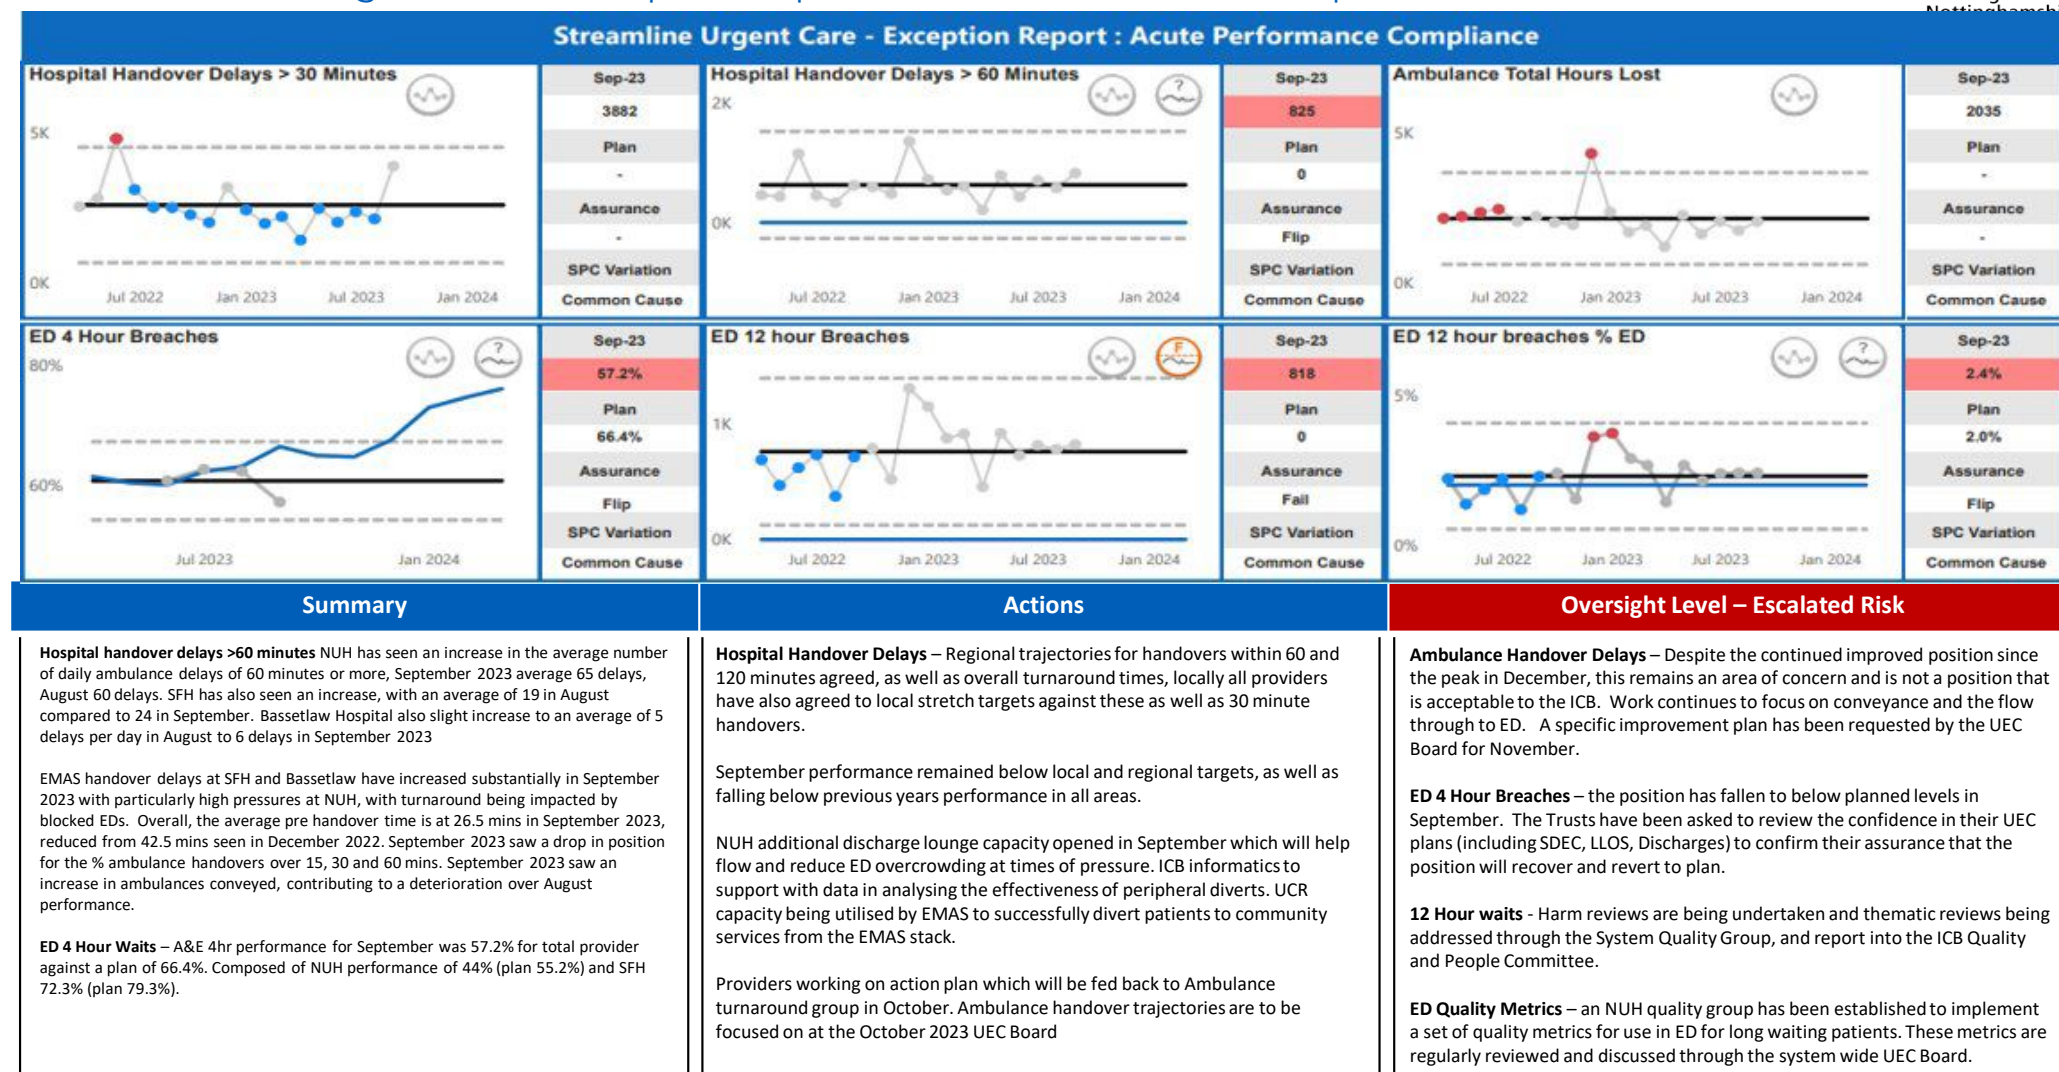 Streamline Urgent Care - Exception Report : Acute Performance Compliance
Hospital Handover Delays > 30 Minutes
5K
0K
Jul 2022 Jan 2023 Jul 2023 Jan 2024
Sep-23
3882
Plan
-
Assurance
-
SPC Variation
Common Cause
Hospital Handover Delays > 60 Minutes
?
2K
0K
Jul 2022 Jan 2023 Jul 2023 Jan 2024
Sep-23
825
Plan
0
Assurance
Flip
SPC Variation
Common Cause
Ambulance Total Hours Lost
5K
0K
Jul 2022 Jan 2023 Jul 2023 Jan 2024
Sep-23
2035
Plan
-
Assurance
-
SPC Variation
Common Cause
ED 4 Hour Breaches
?
80%
60%
Jul 2023 Jan 2024
Sep-23
57.2%
Plan
66.4%
Assurance
Flip
SPC Variation
Common Cause
ED 12 hour Breaches
F
1K
0K
Jul 2022 Jan 2023 Jul 2023 Jan 2024
Sep-23
818
Plan
0
Assurance
Fail
SPC Variation
Common Cause
ED 12 hour breaches % ED
?
5%
0%
Jul 2022 Jan 2023 Jul 2023 Jan 2024
Sep-23
2.4%
Plan
2.0%
Assurance
Flip
SPC Variation
Common Cause
Summary
Hospital handover delays >60 minutes NUH has seen an increase in the average number
of daily ambulance delays of 60 minutes or more, September 2023 average 65 delays,
August 60 delays. SFH has also seen an increase, with an average of 19 in August
compared to 24 in September. Bassetlaw Hospital also slight increase to an average of 5
delays per day in August to 6 delays in September 2023
EMAS handover delays at SFH and Bassetlaw have increased substantially in September
2023 with particularly high pressures at NUH, with turnaround being impacted by
blocked EDs. Overall, the average pre handover time is at 26.5 mins in September 2023,
reduced from 42.5 mins seen in December 2022. September 2023 saw a drop in position
for the % ambulance handovers over 15, 30 and 60 mins. September 2023 saw an
increase in ambulances conveyed, contributing to a deterioration over August
performance.
ED 4 Hour Waits – A&E 4hr performance for September was 57.2% for total provider
against a plan of 66.4%. Composed of NUH performance of 44% (plan 55.2%) and SFH
72.3% (plan 79.3%).
Actions
Hospital Handover Delays – Regional trajectories for handovers within 60 and
120 minutes agreed, as well as overall turnaround times, locally all providers
have also agreed to local stretch targets against these as well as 30 minute
handovers.
September performance remained below local and regional targets, as well as
falling below previous years performance in all areas.
NUH additional discharge lounge capacity opened in September which will help
flow and reduce ED overcrowding at times of pressure. ICB informatics to
support with data in analysing the effectiveness of peripheral diverts. UCR
capacity being utilised by EMAS to successfully divert patients to community
services from the EMAS stack.
Providers working on action plan which will be fed back to Ambulance
turnaround group in October. Ambulance handover trajectories are to be
focused on at the October 2023 UEC Board
Oversight Level – Escalated Risk
Ambulance Handover Delays – Despite the continued improved position since
the peak in December, this remains an area of concern and is not a position that
is acceptable to the ICB. Work continues to focus on conveyance and the flow
through to ED. A specific improvement plan has been requested by the UEC
Board for November.
ED 4 Hour Breaches – the position has fallen to below planned levels in
September. The Trusts have been asked to review the confidence in their UEC
plans (including SDEC, LLOS, Discharges) to confirm their assurance that the
position will recover and revert to plan.
12 Hour waits - Harm reviews are being undertaken and thematic reviews being
addressed through the System Quality Group, and report into the ICB Quality
and People Committee.
ED Quality Metrics – an NUH quality group has been established to implement
a set of quality metrics for use in ED for long waiting patients. These metrics are
regularly reviewed and discussed through the system wide UEC Board.